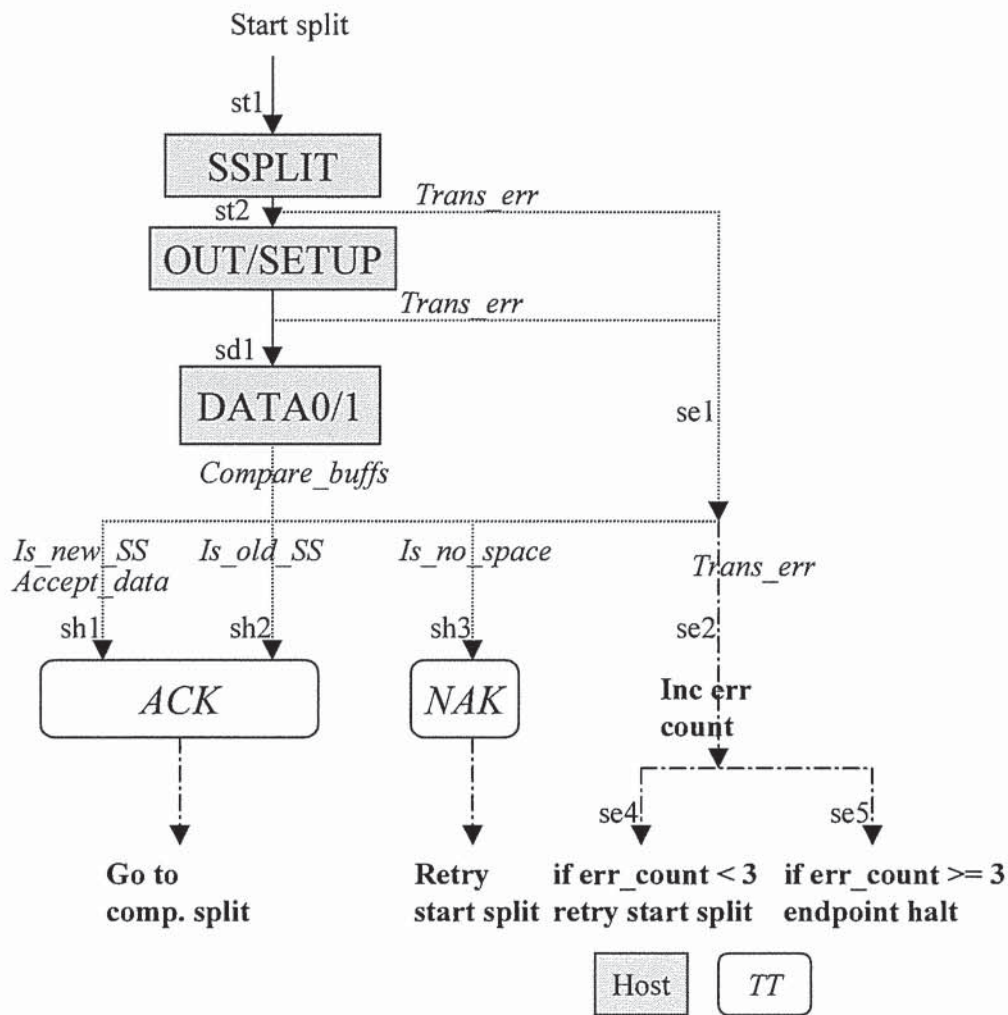 Start split
st1
SSPLIT
st2
Trans_err
OUT/SETUP
Trans_err
sd1
DATA0/1
se1
Compare_buffs
Is_new_SS
Accept_data
Is_old_SS
Is_no_space
Trans_err
sh1
sh2
sh3
se2
ACK
NAK
Inc err
count
se4
se5
Go to
comp. split
Retry
start split
if err_count < 3
retry start split
if err_count >= 3
endpoint halt
Host
TT